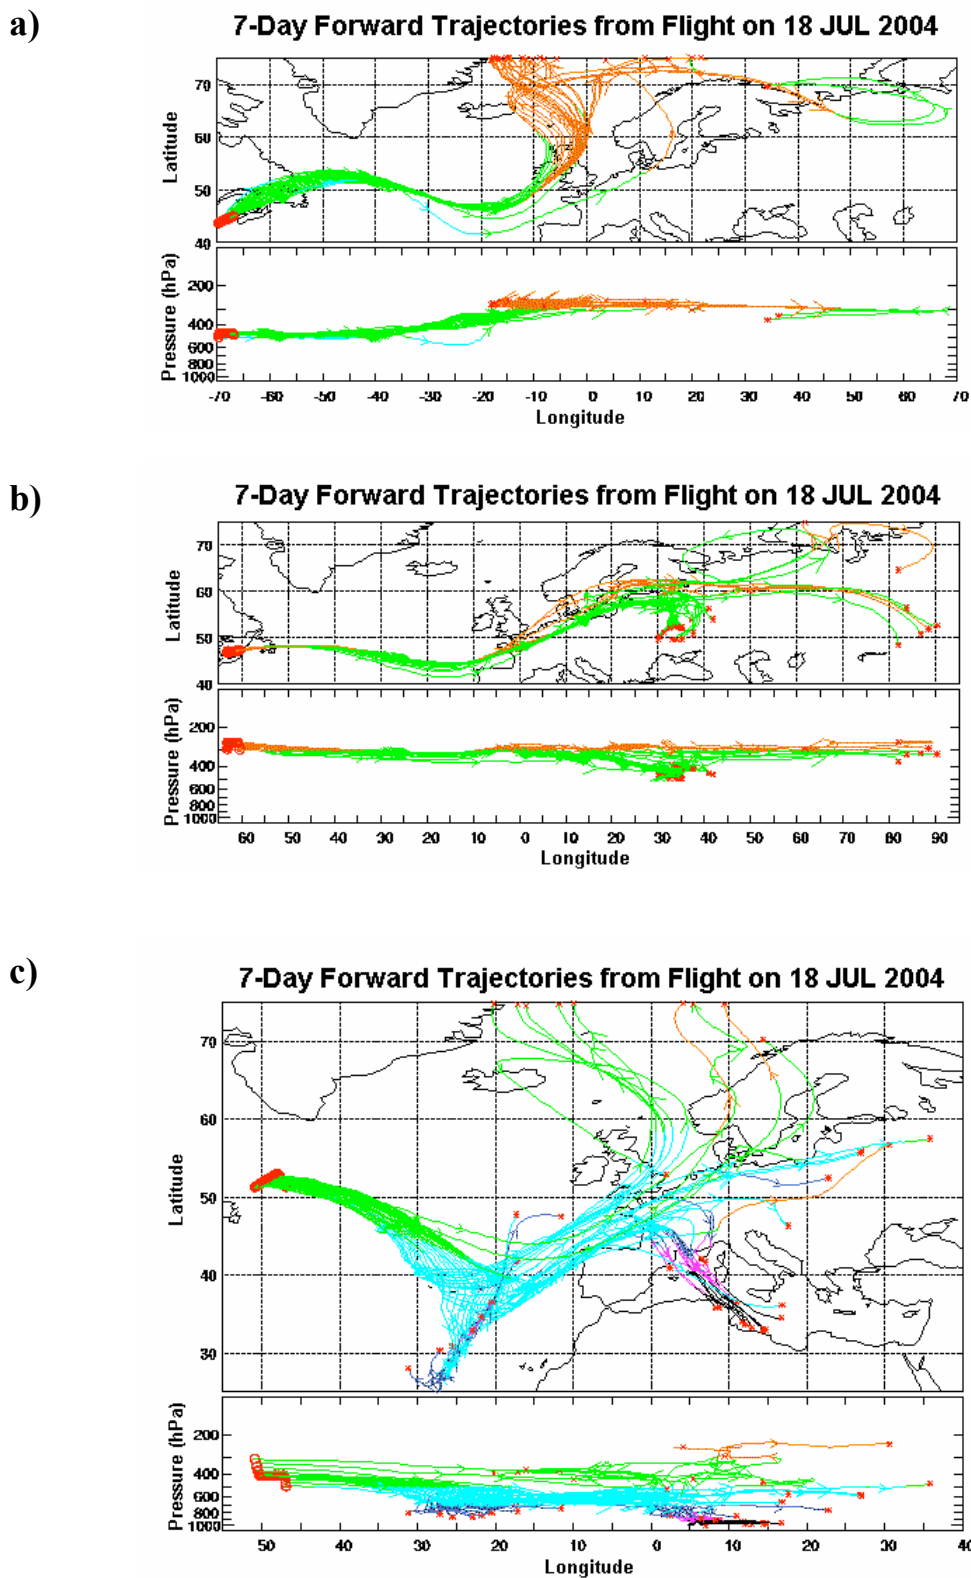 a)
7-Day Forward Trajectories from Flight on 18 JUL 2004
Latitude
70
60
50
40
Pressure (hPa)
200
400
600
800
1000
-70 -60 -50 -40 -30 -20 -10 0 10 20 30 40 50 60 70
Longitude
b)
7-Day Forward Trajectories from Flight on 18 JUL 2004
Latitude
70
60
50
40
Pressure (hPa)
200
400
600
800
1000
60 50 40 30 20 10 0 10 20 30 40 50 60 70 80 90
Longitude
c)
7-Day Forward Trajectories from Flight on 18 JUL 2004
Latitude
70
60
50
40
30
Pressure (hPa)
200
400
600
800
1000
50 40 30 20 10 0 10 20 30 40
Longitude